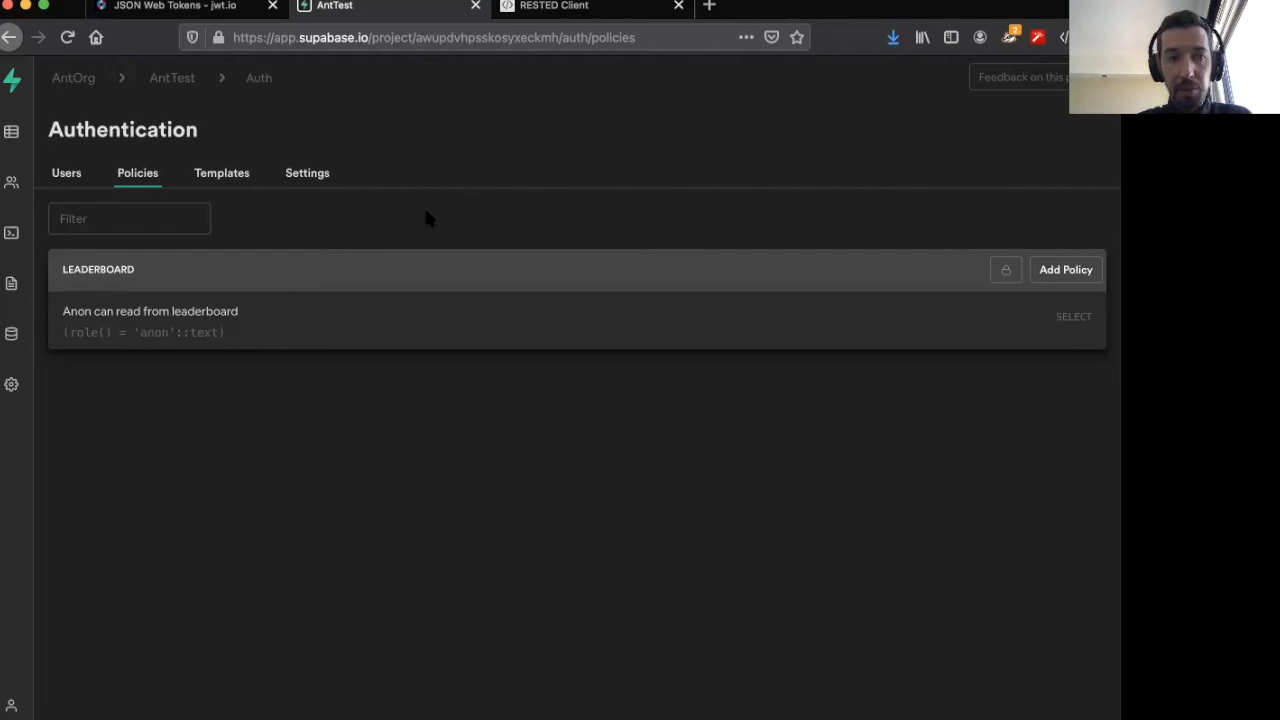 JSON Web Tokens - jwt.io
AntTest
RESTED Client
https://app.supabase.io/project/awupdvhpsskosyxeckmh/auth/policies
2
AntOrg
AntTest
Auth
Feedback on this
Authentication
Users
Policies
Templates
Settings
Filter
LEADERBOARD
Add Policy
Anon can read from leaderboard
(role() = 'anon'::text)
SELECT